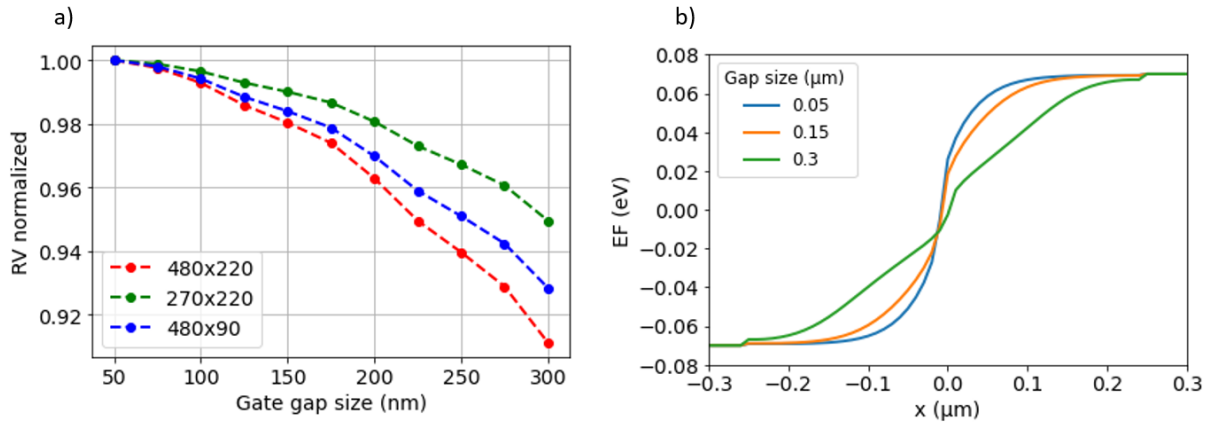 a)
RV normalized
1.00
0.98
0.96
0.94
0.92
480x220
270x220
480x90
50 100 150 200 250 300
Gate gap size (nm)
b)
EF (eV)
0.08
0.06
0.04
0.02
0.00
−0.02
−0.04
−0.06
−0.08
Gap size (μm)
0.05
0.15
0.3
−0.3 −0.2 −0.1 0.0 0.1 0.2 0.3
x (μm)